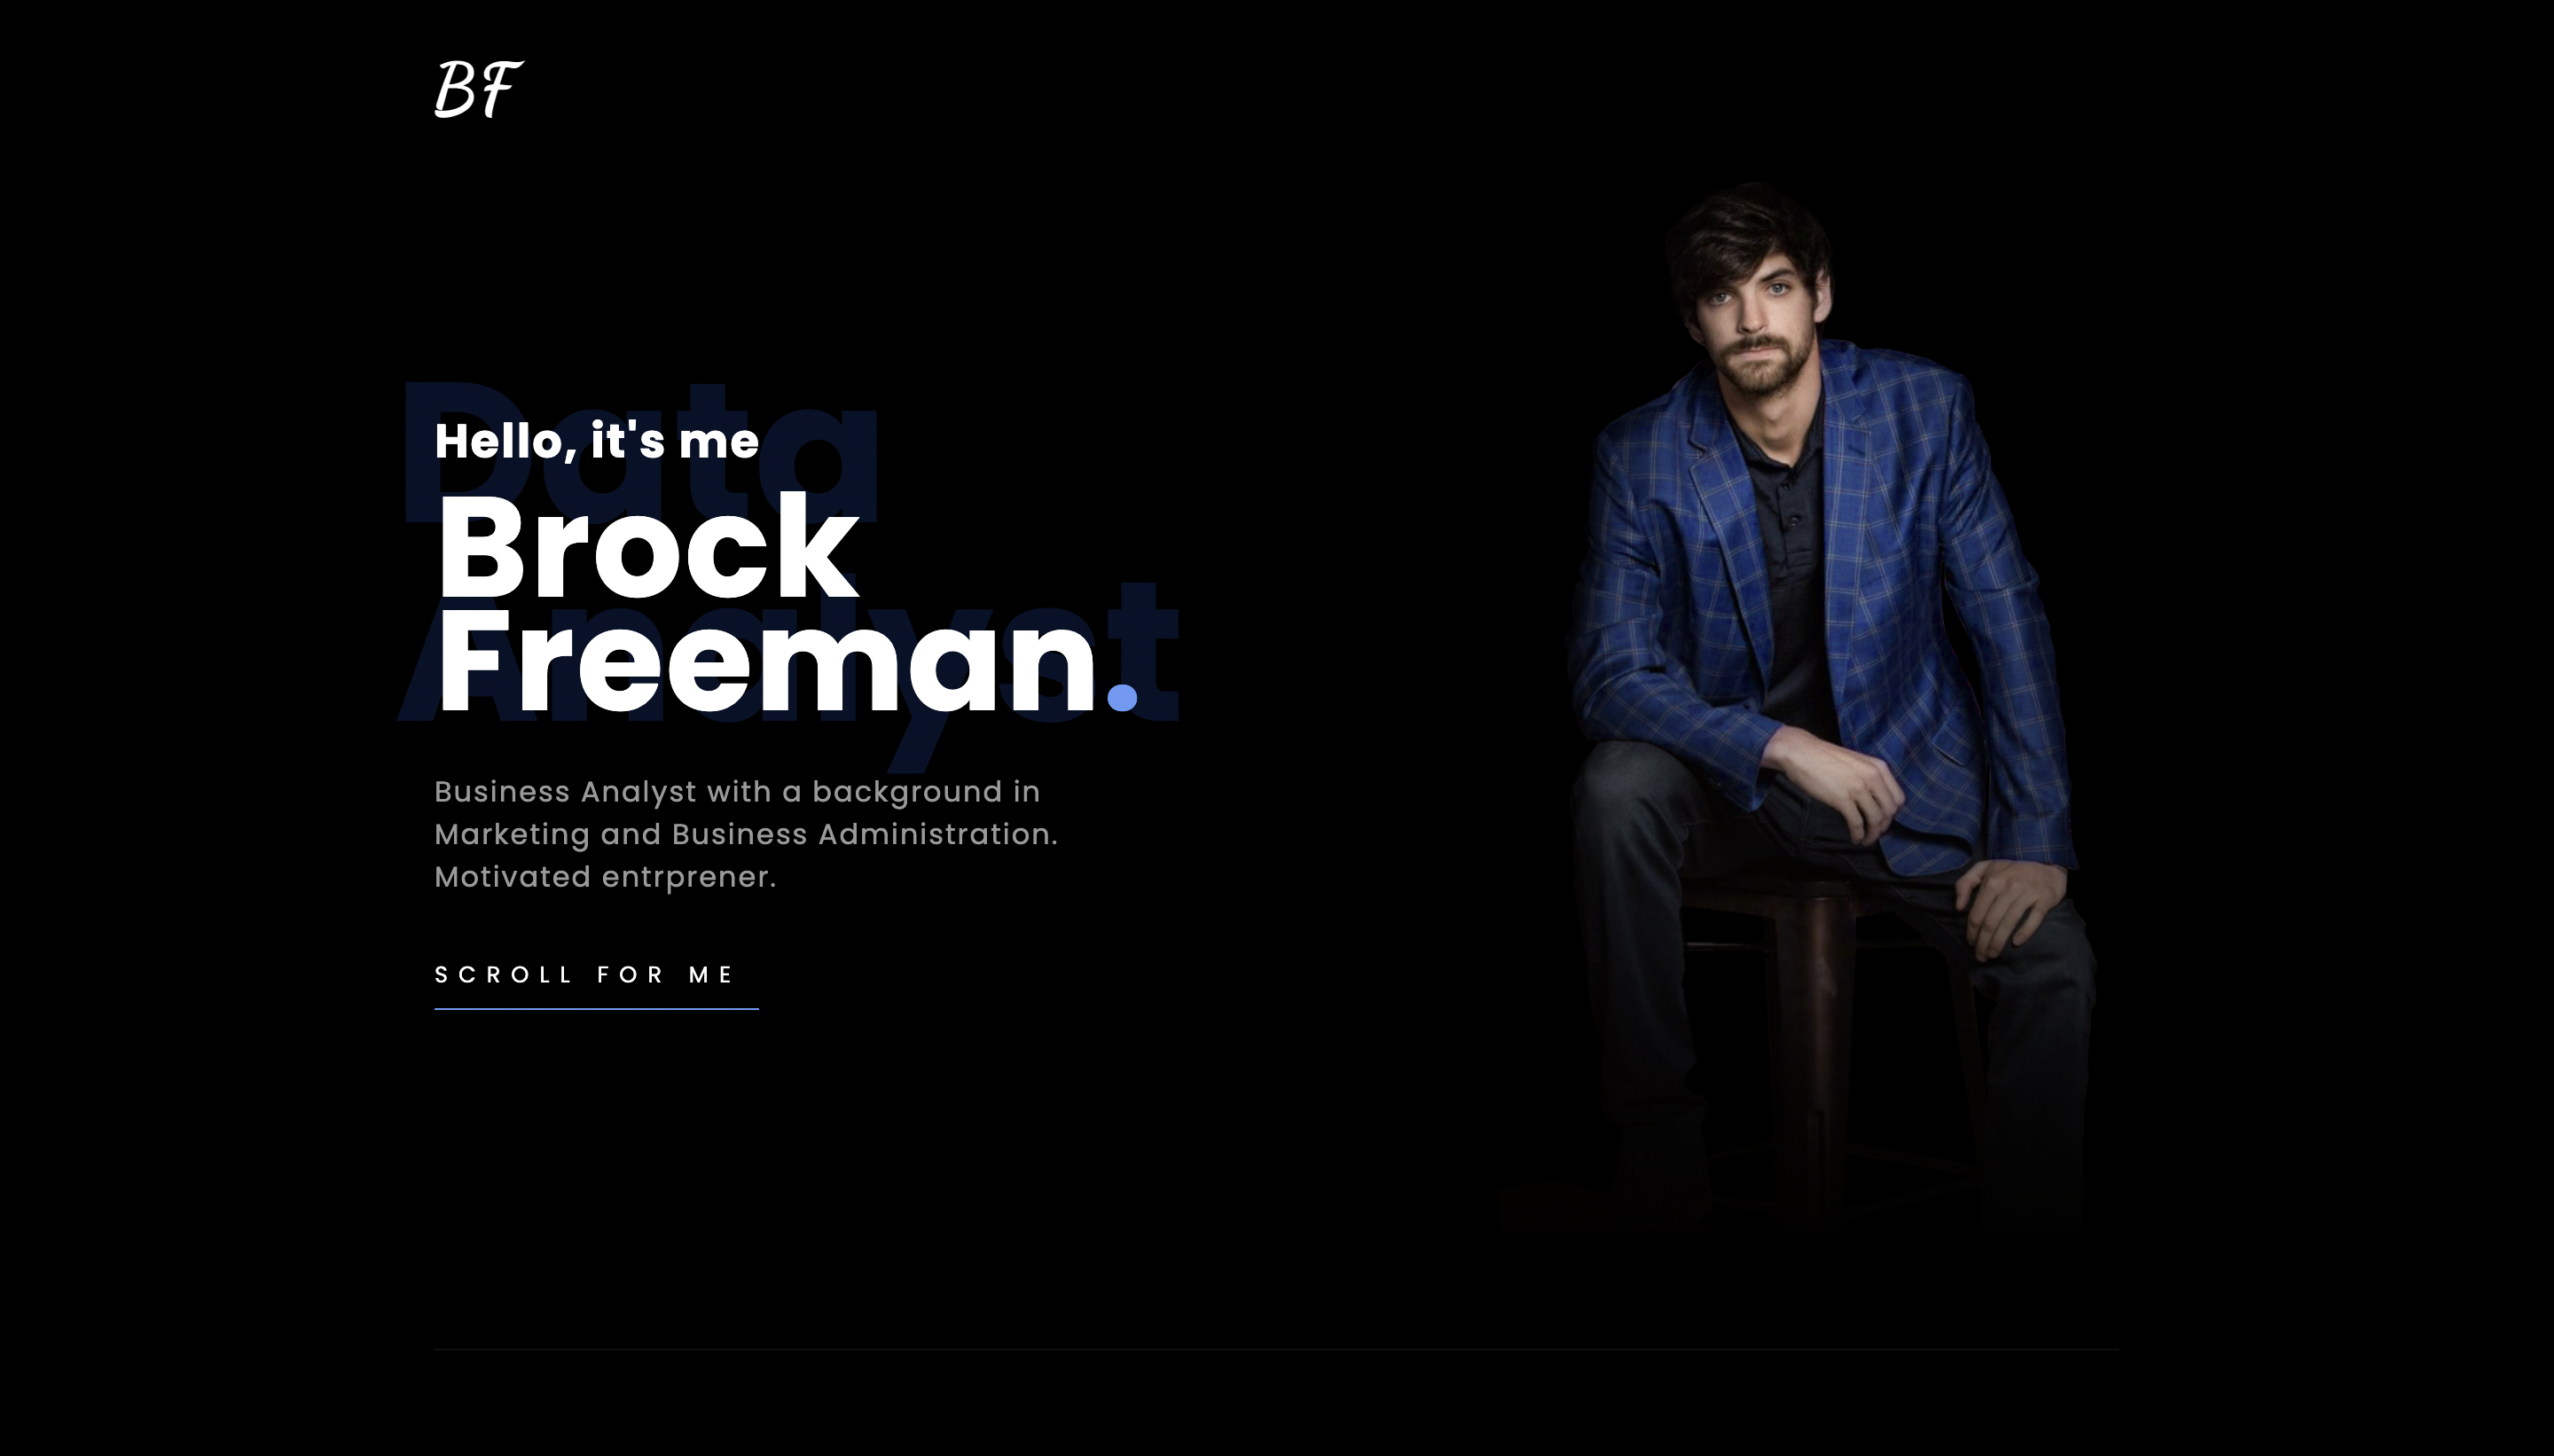 BF
Data
Hello, it's me
Brock
Analyst
Freeman.
Business Analyst with a background in
Marketing and Business Administration.
Motivated entrprener.
SCROLL FOR ME